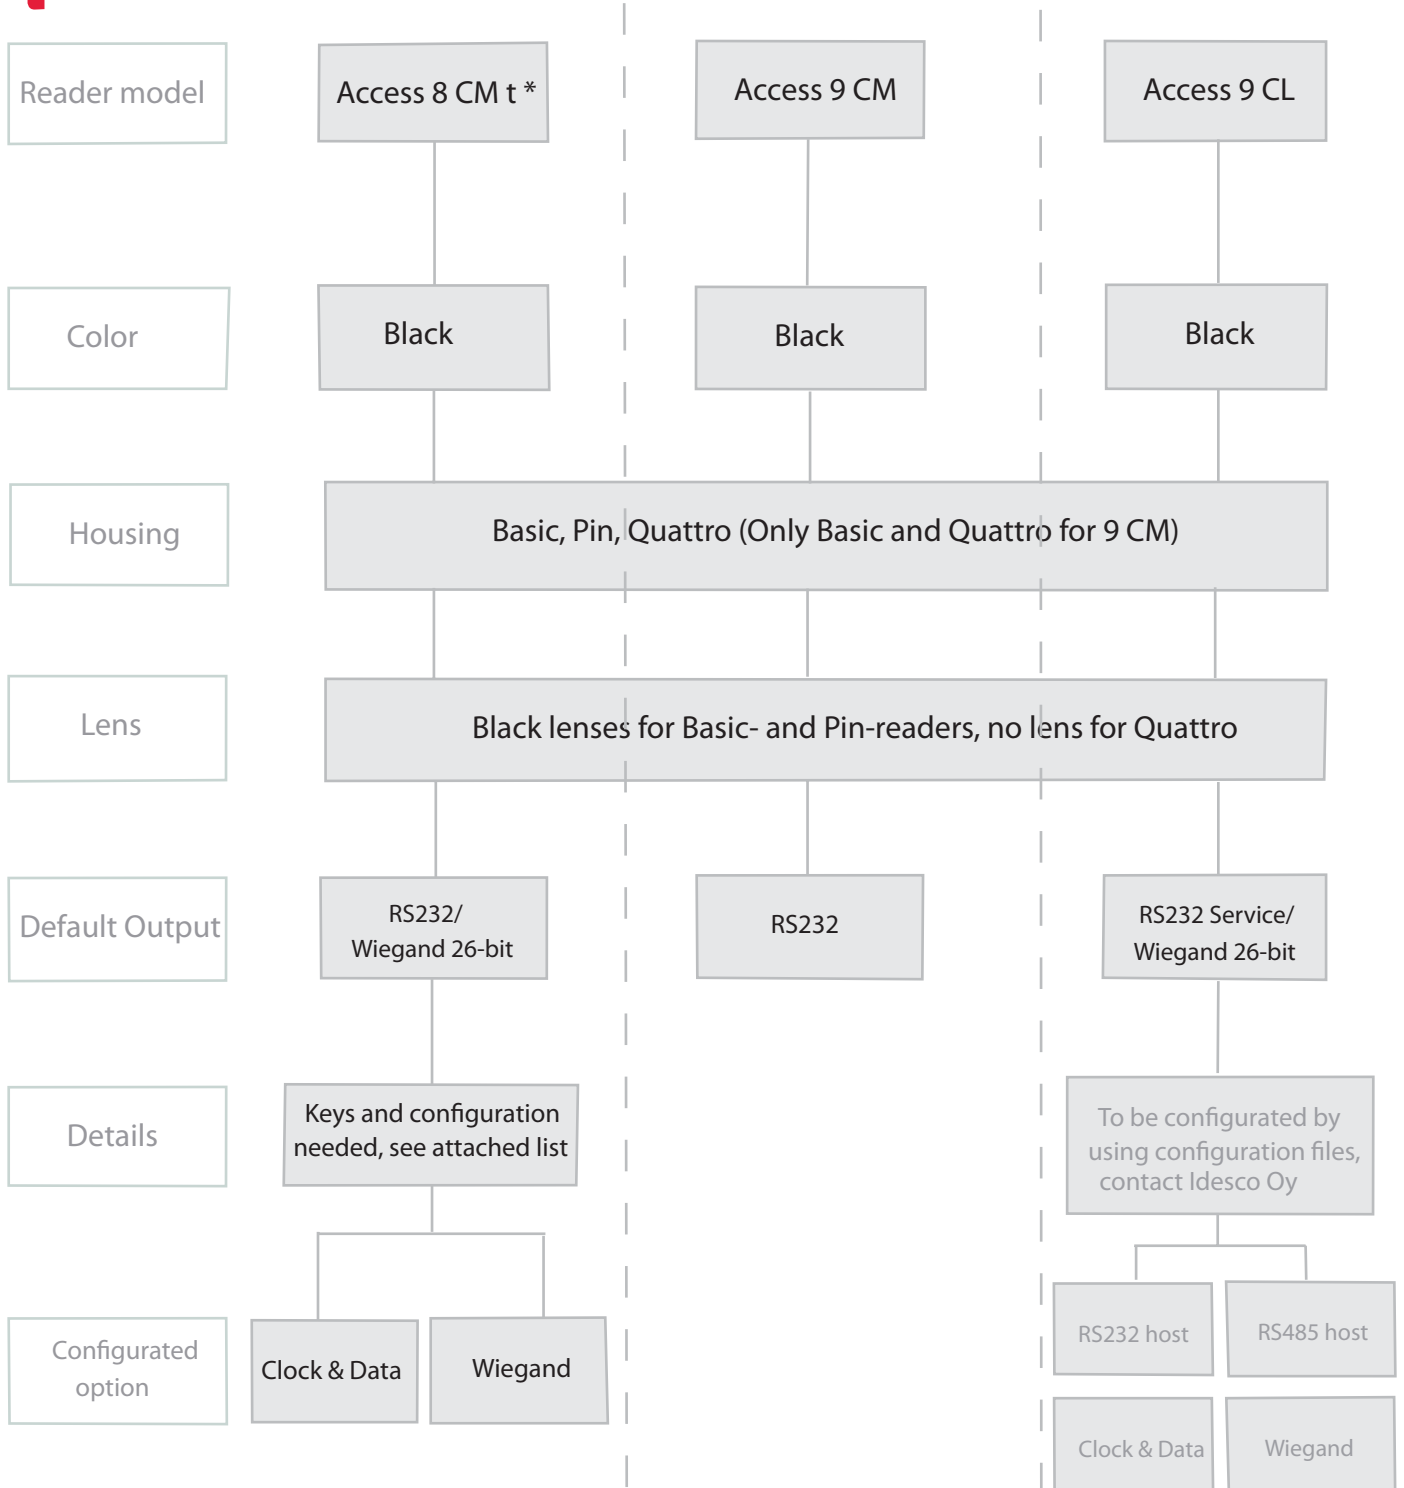 Reader model
Access 8 CM t *
Access 9 CM
Access 9 CL
Color
Black
Black
Black
Housing
Basic, Pin, Quattro (Only Basic and Quattro for 9 CM)
Lens
Black lenses for Basic- and Pin-readers, no lens for Quattro
Default Output
RS232/
Wiegand 26-bit
RS232
RS232 Service/
Wiegand 26-bit
Details
Keys and configuration
needed, see attached list
To be configurated by
using configuration files,
contact Idesco Oy
Configurated
option
Clock & Data
Wiegand
RS232 host
RS485 host
Clock & Data
Wiegand